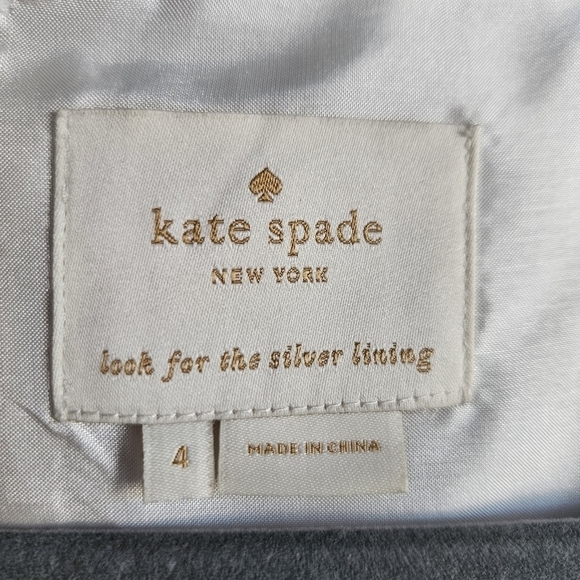 kate spade
NEW YORK
look for the silver lining
4
MADE IN CHINA